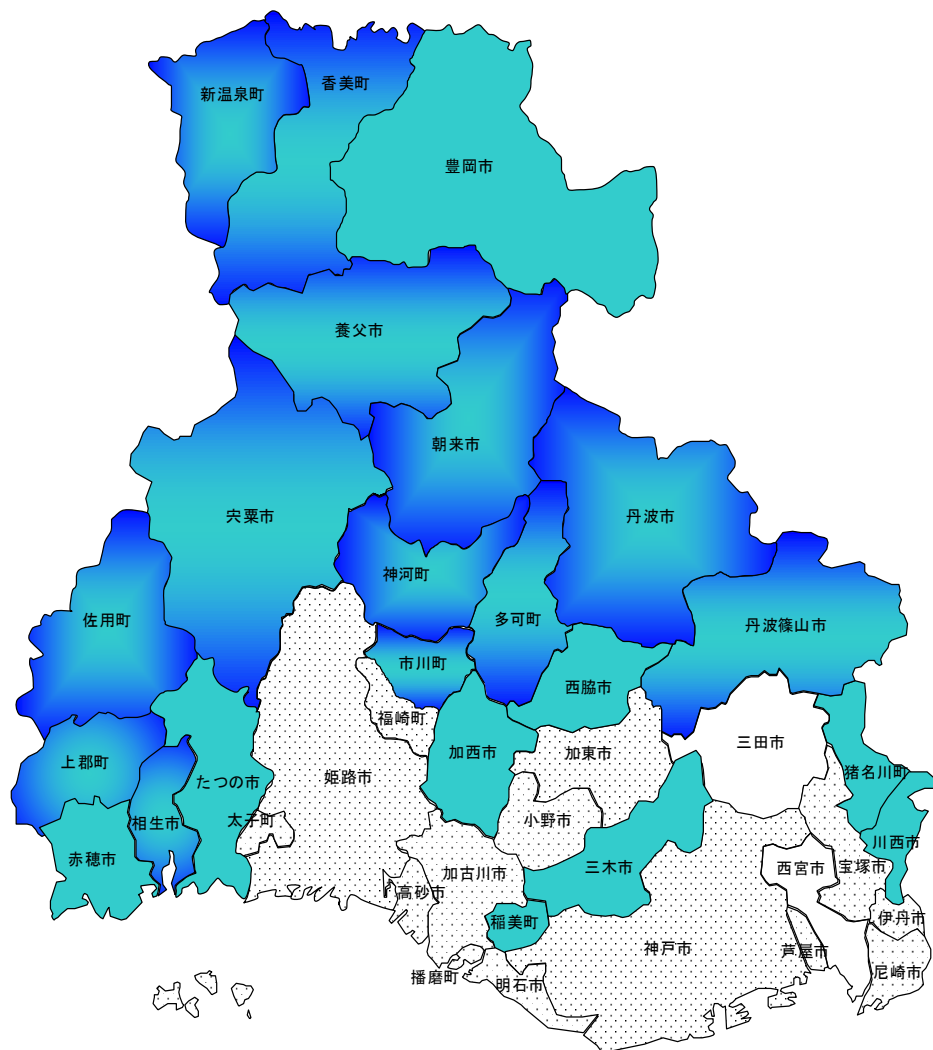 香美町
新温泉町
豊岡市
養父市
朝来市
宍粟市
丹波市
神河町
多可町
佐用町
丹波篠山市
市川町
西脇市
福崎町
三田市
加西市
加東市
上郡町
猪名川町
姫路市
たつの市
太子町
相生市
小野市
川西市
赤穂市
三木市
西宮市
宝塚市
加古川市
高砂市
伊丹市
稲美町
神戸市
芦屋市
尼崎市
播磨町
明石市